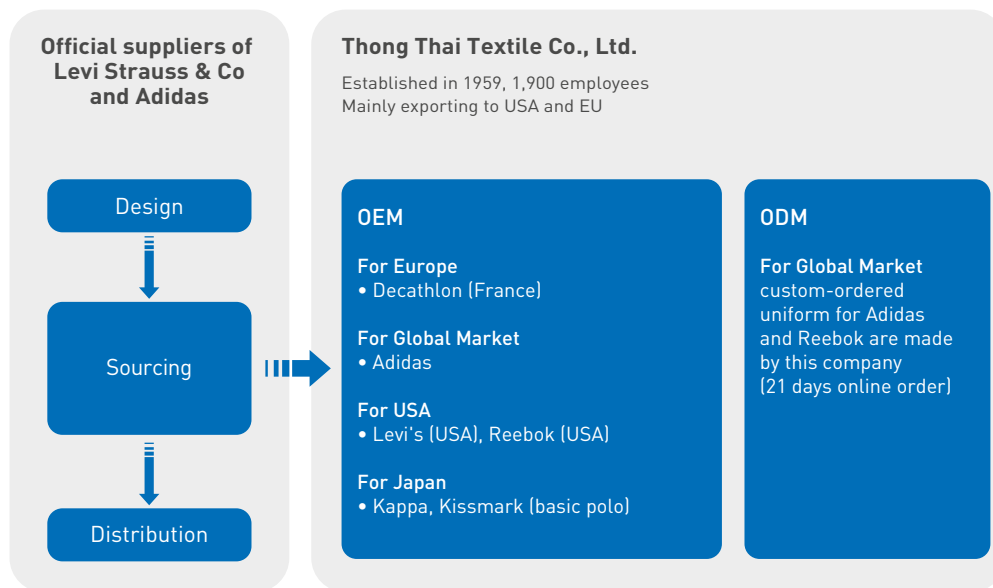 Official suppliers of
Levi Strauss & Co
and Adidas
Design
Sourcing
Distribution
Thong Thai Textile Co., Ltd.
Established in 1959, 1,900 employees
Mainly exporting to USA and EU
OEM
For Europe
• Decathlon (France)
For Global Market
• Adidas
For USA
• Levi's (USA), Reebok (USA)
For Japan
• Kappa, Kissmark (basic polo)
ODM
For Global Market
custom-ordered
uniform for Adidas
and Reebok are made
by this company
(21 days online order)